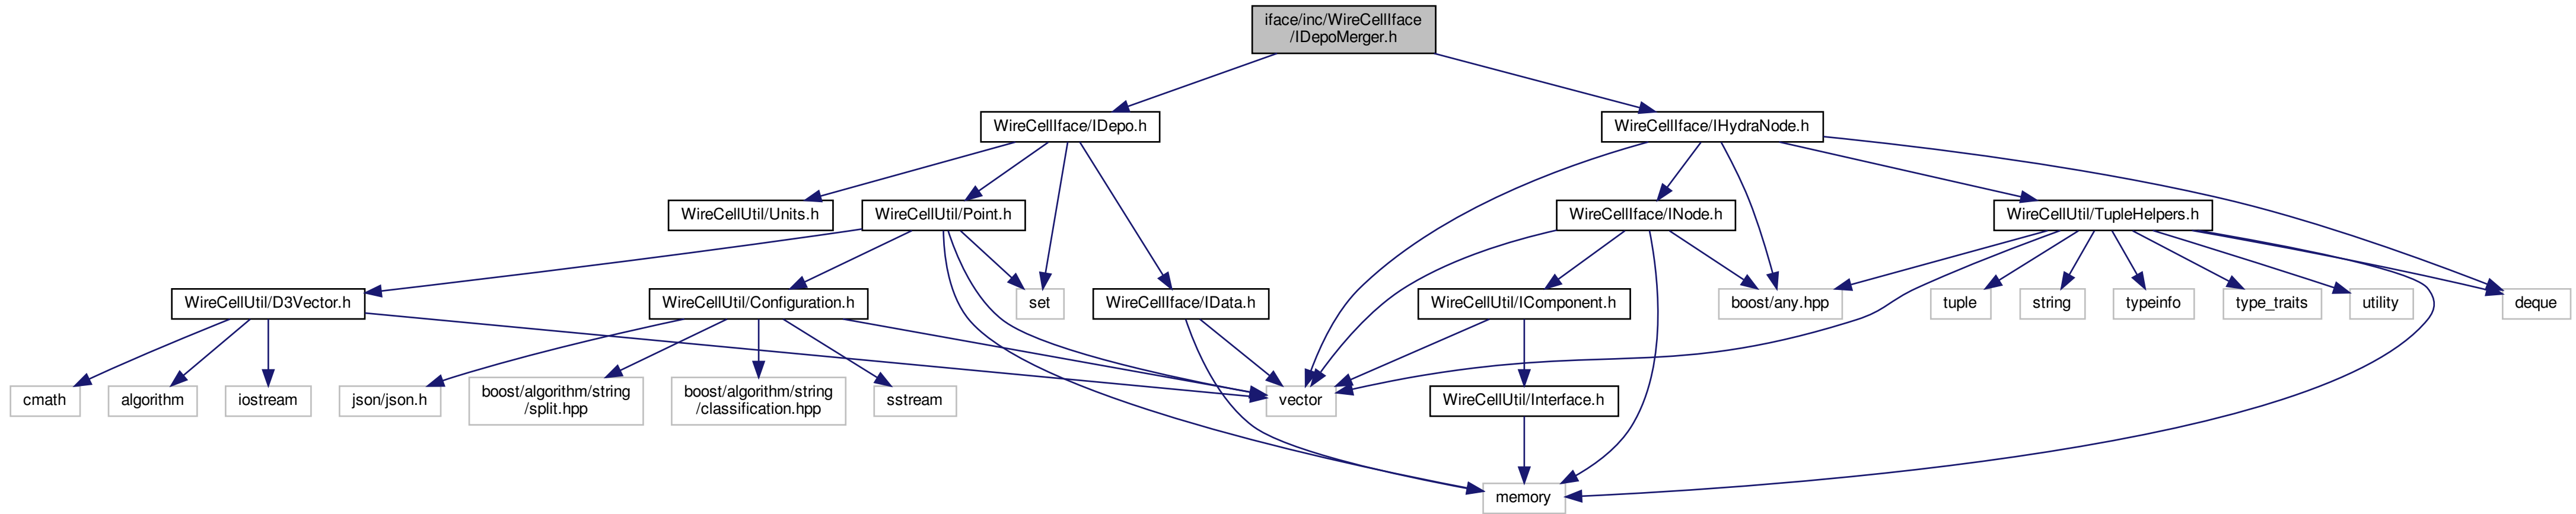 iface/inc/WireCellIface
/IDepoMerger.h
WireCellIface/IDepo.h
WireCellIface/IHydraNode.h
WireCellUtil/Units.h
WireCellUtil/Point.h
WireCellIface/INode.h
WireCellUtil/TupleHelpers.h
WireCellUtil/D3Vector.h
WireCellUtil/Configuration.h
set
WireCellIface/IData.h
WireCellUtil/IComponent.h
boost/any.hpp
tuple
string
typeinfo
type_traits
utility
deque
cmath
algorithm
iostream
json/json.h
boost/algorithm/string
/split.hpp
boost/algorithm/string
/classification.hpp
sstream
vector
WireCellUtil/Interface.h
memory